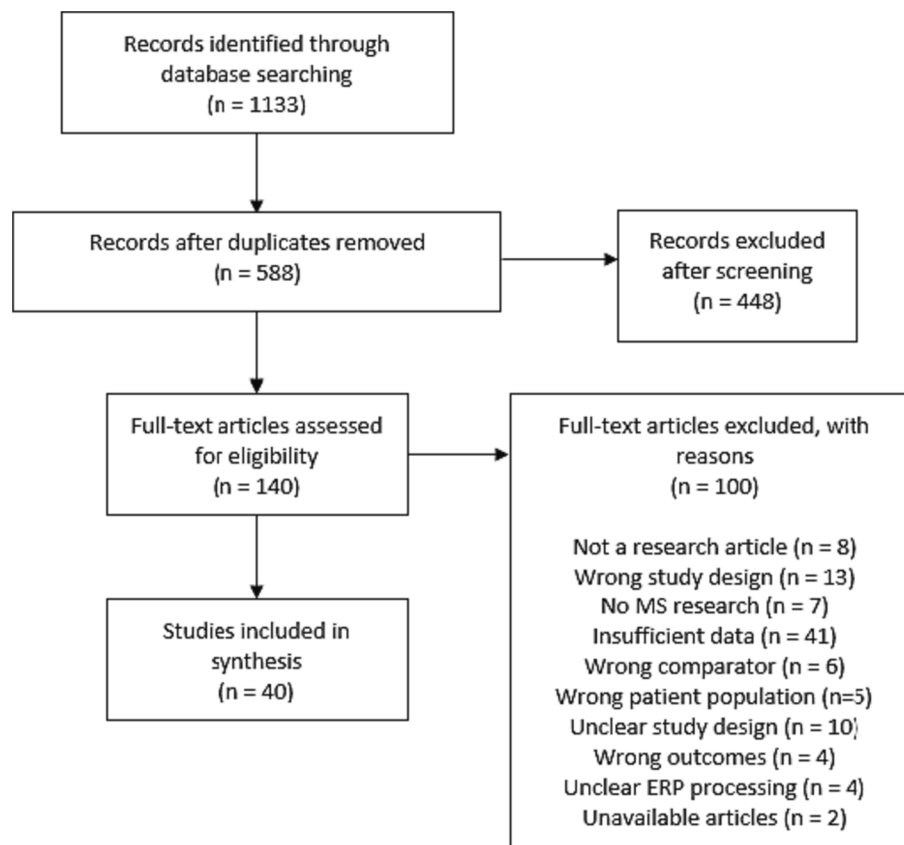 Records identified through
database searching
(n = 1133)
Records after duplicates removed
(n = 588)
Records excluded
after screening
(n = 448)
Full-text articles assessed
for eligibility
(n = 140)
Full-text articles excluded, with
reasons
(n = 100)
Not a research article (n = 8)
Wrong study design (n = 13)
No MS research (n = 7)
Insufficient data (n = 41)
Wrong comparator (n = 6)
Wrong patient population (n=5)
Unclear study design (n = 10)
Wrong outcomes (n = 4)
Unclear ERP processing (n = 4)
Unavailable articles (n = 2)
Studies included in
synthesis
(n = 40)